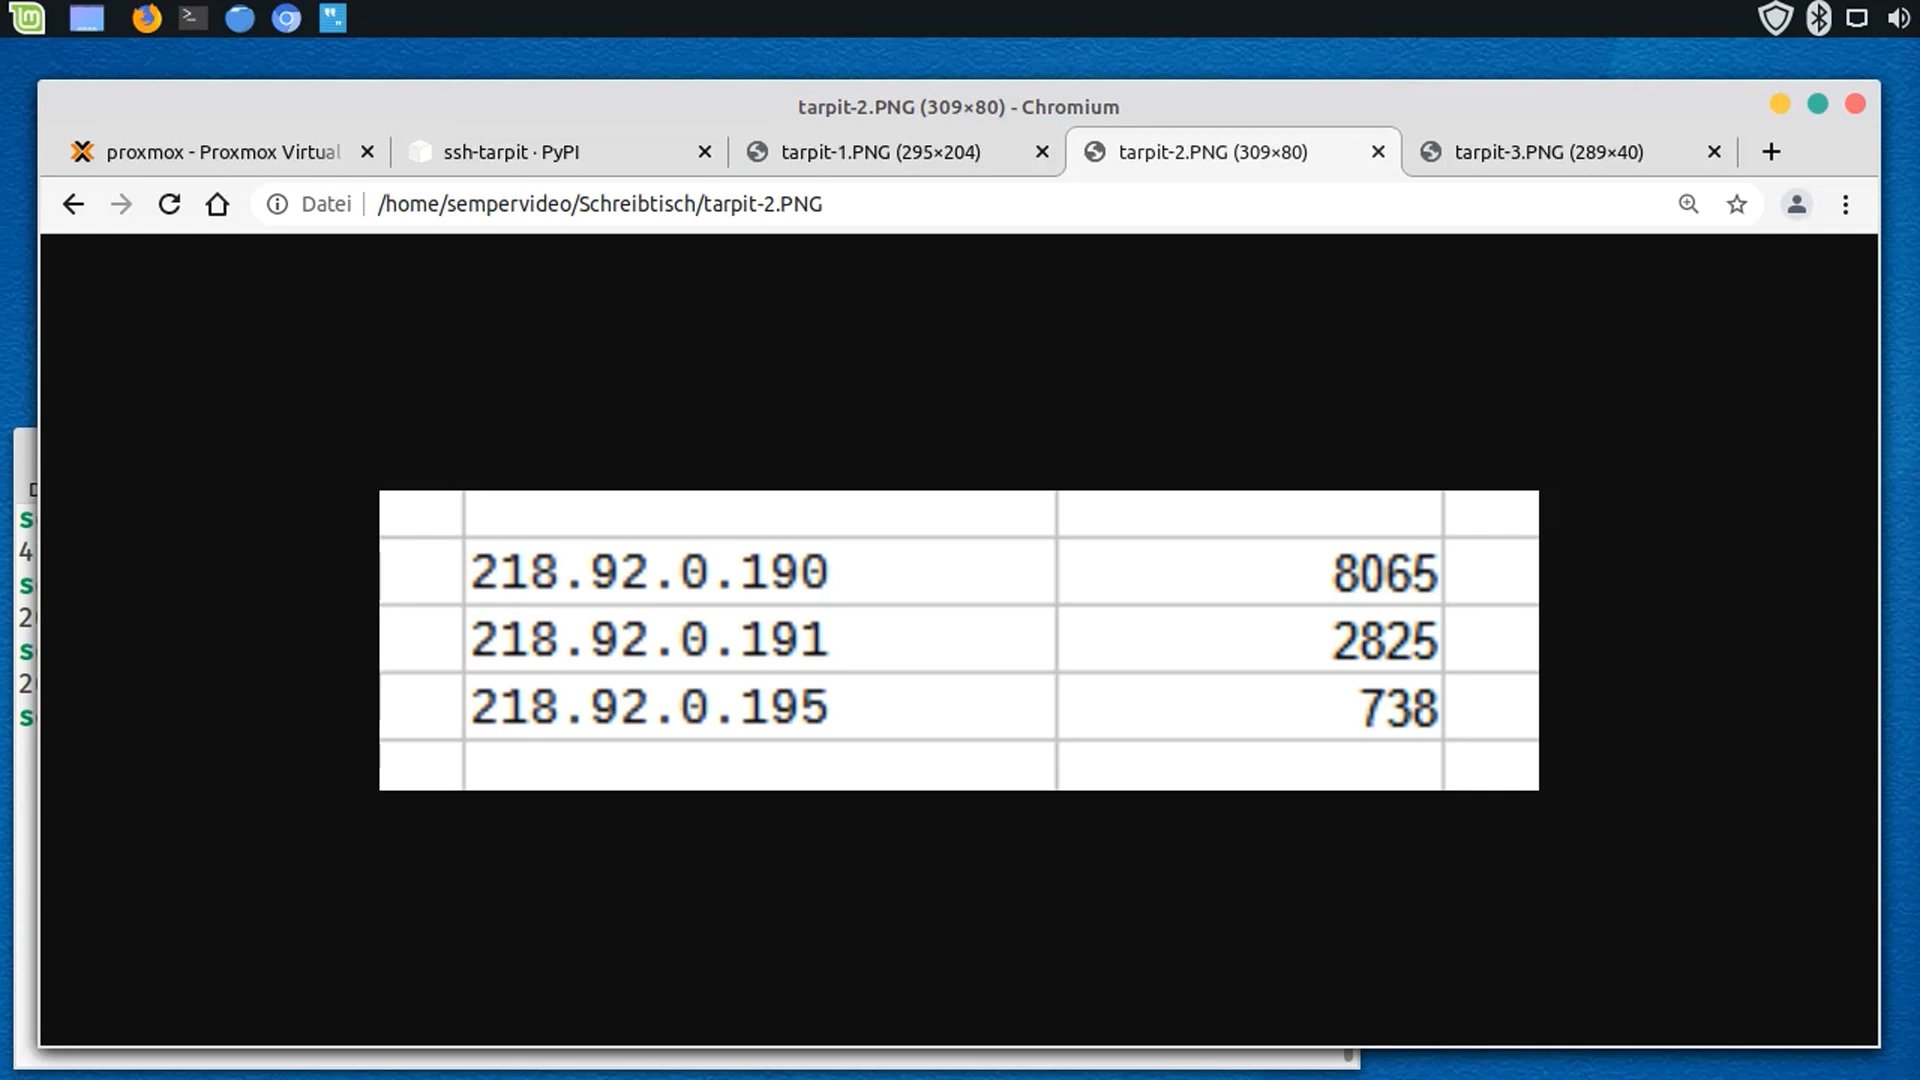 tarpit-2.PNG (309×80) - Chromium
proxmox - Proxmox Virtual
ssh-tarpit · PyPI
tarpit-1.PNG (295×204)
tarpit-2.PNG (309×80)
tarpit-3.PNG (289×40)
Datei /home/sempervideo/Schreibtisch/tarpit-2.PNG
218.92.0.190 8065
218.92.0.191 2825
218.92.0.195 738